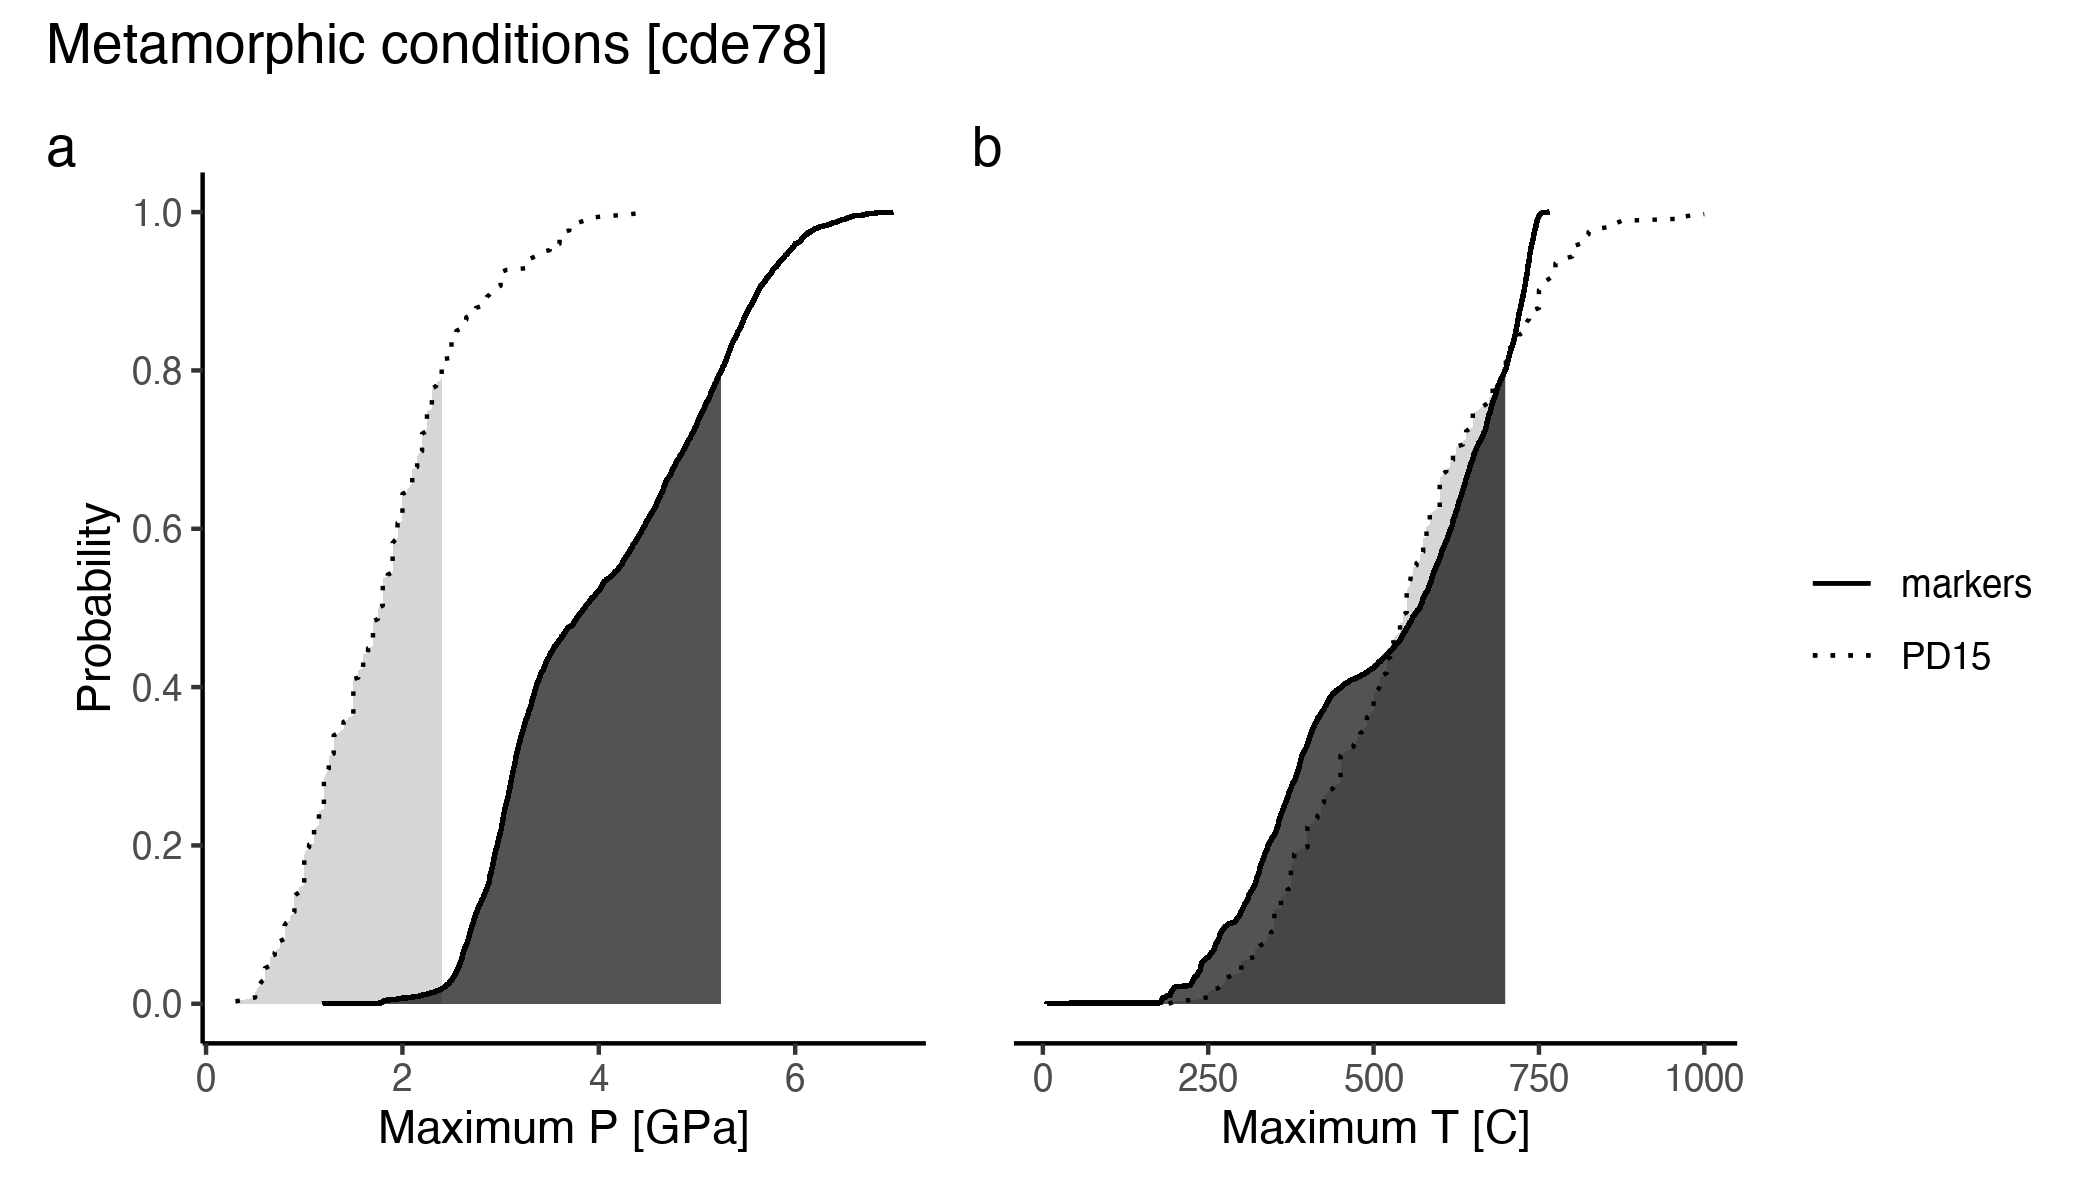 Metamorphic conditions [cde78]
a
b
Probability
1.0
0.8
0.6
0.4
0.2
0.0
0 2 4 6
Maximum P [GPa]
0 250 500 750 1000
Maximum T [C]
markers
PD15